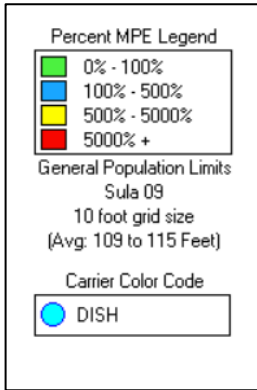 Percent MPE Legend
0% - 100%
100% - 500%
500% - 5000%
5000% +
General Population Limits
Sula 09
10 foot grid size
(Avg: 109 to 115 Feet)
Carrier Color Code
DISH